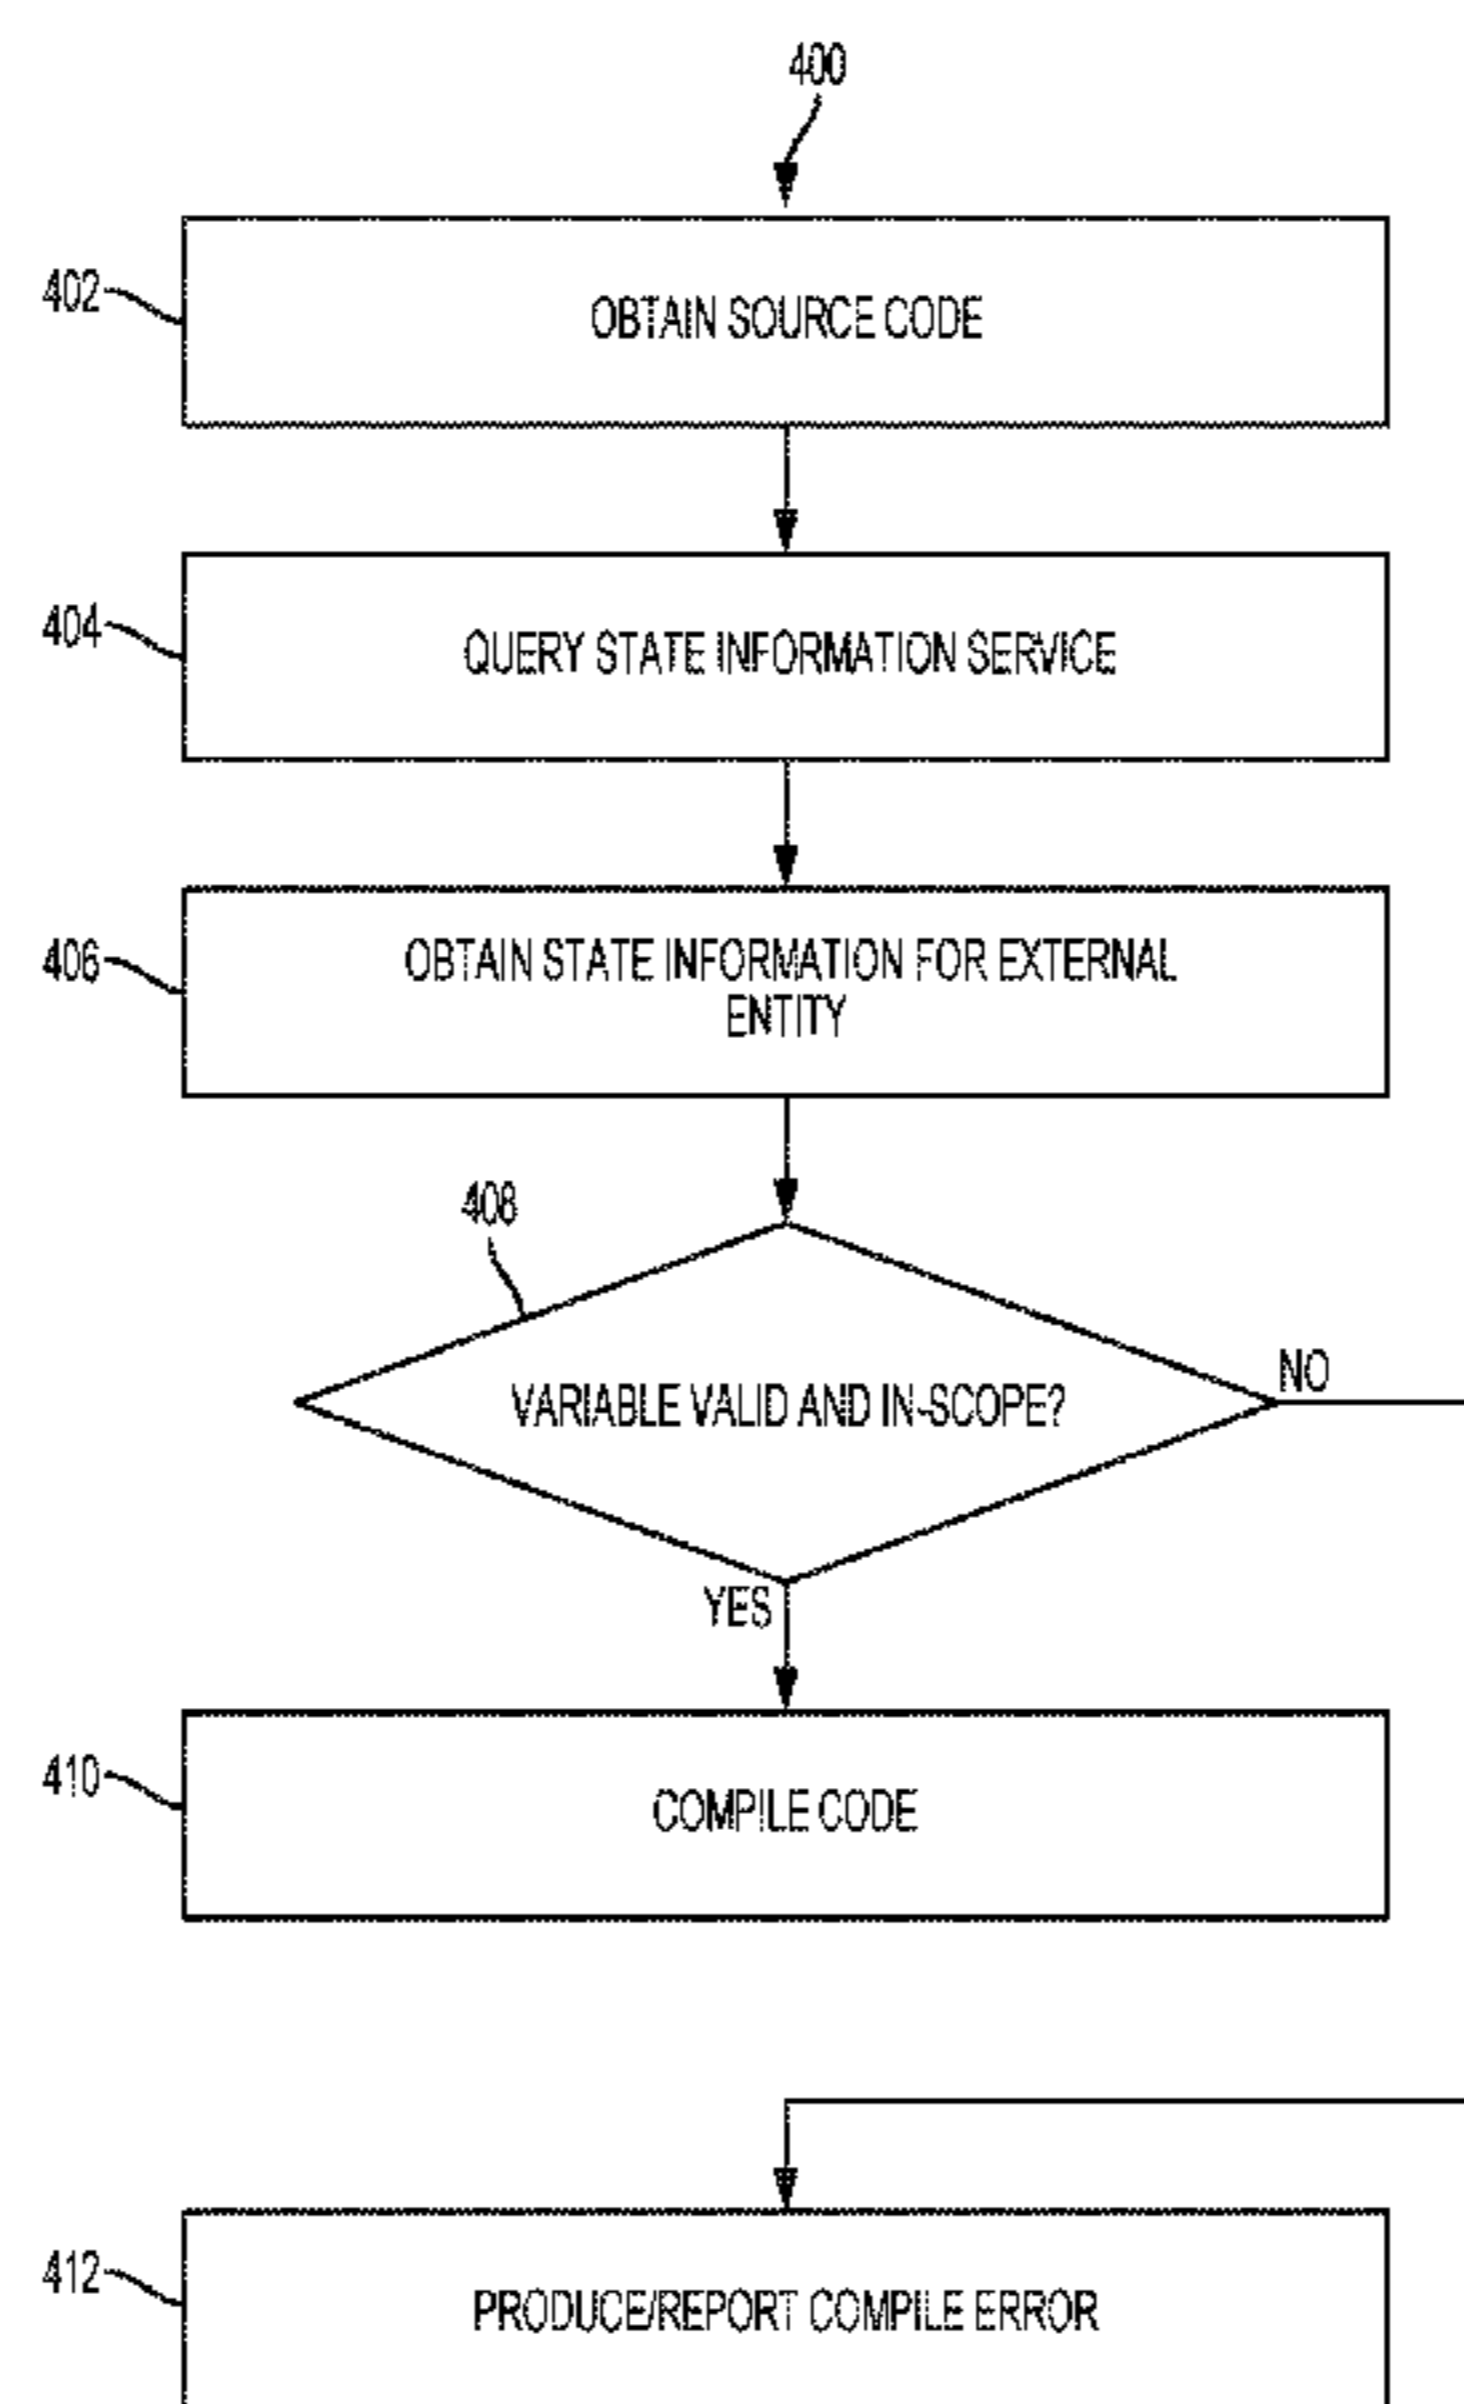 400
402
OBTAIN SOURCE CODE
404
QUERY STATE INFORMATION SERVICE
406
OBTAIN STATE INFORMATION FOR EXTERNAL
ENTITY
408
VARIABLE VALID AND IN-SCOPE?
NO
YES
410
COMPILE CODE
412
PRODUCE/REPORT COMPILE ERROR